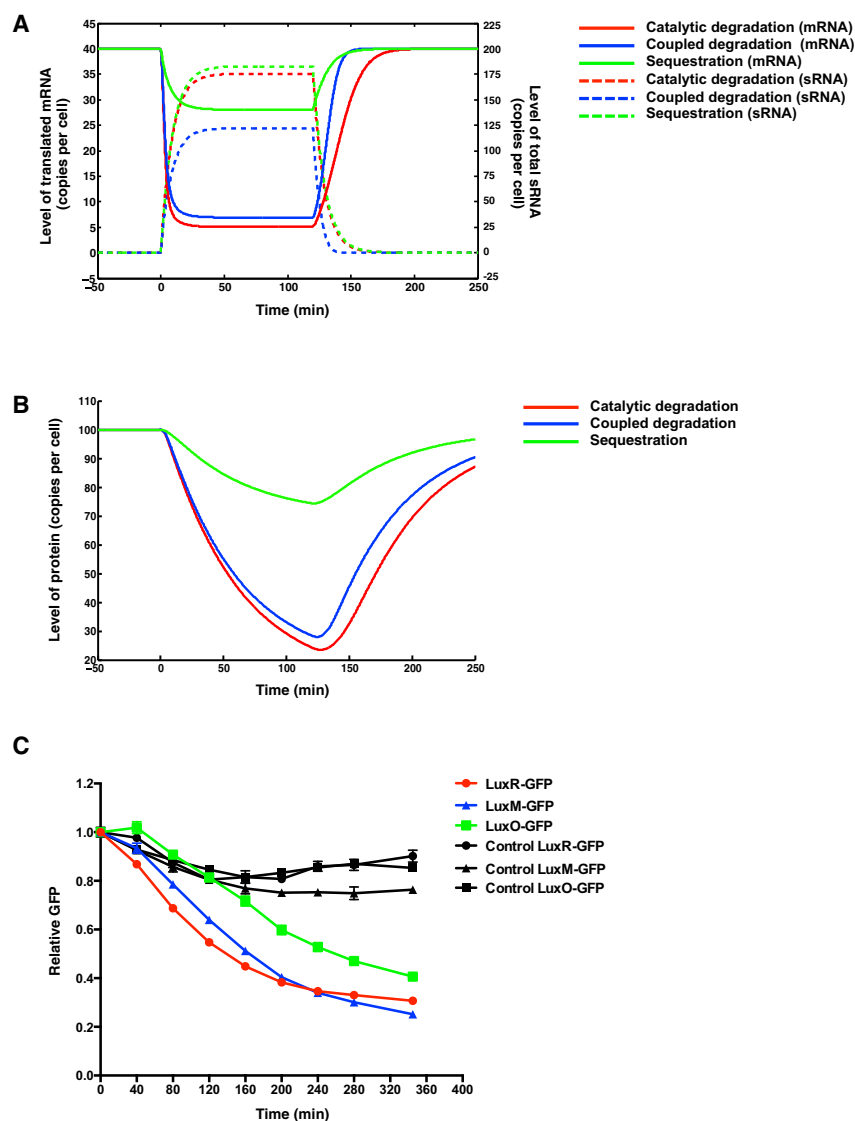 A
Level of translated mRNA
(copies per cell)
45
40
35
30
25
20
15
10
5
0
−5
−50
0
50
100
150
200
250
Time (min)
225
200
175
150
125
100
75
50
25
0
25
Level of total sRNA
(copies per cell)
Catalytic degradation (mRNA)
Coupled degradation (mRNA)
Sequestration (mRNA)
Catalytic degradation (sRNA)
Coupled degradation (sRNA)
Sequestration (sRNA)
B
Level of protein (copies per cell)
110
100
90
80
70
60
50
40
30
20
−50
0
50
100
150
200
250
Time (min)
Catalytic degradation
Coupled degradation
Sequestration
C
Relative GFP
1.2
1.0
0.8
0.6
0.4
0.2
0.0
0
40
80
120
160
200
240
280
320
360
400
Time (min)
LuxR-GFP
LuxM-GFP
LuxO-GFP
Control LuxR-GFP
Control LuxM-GFP
Control LuxO-GFP